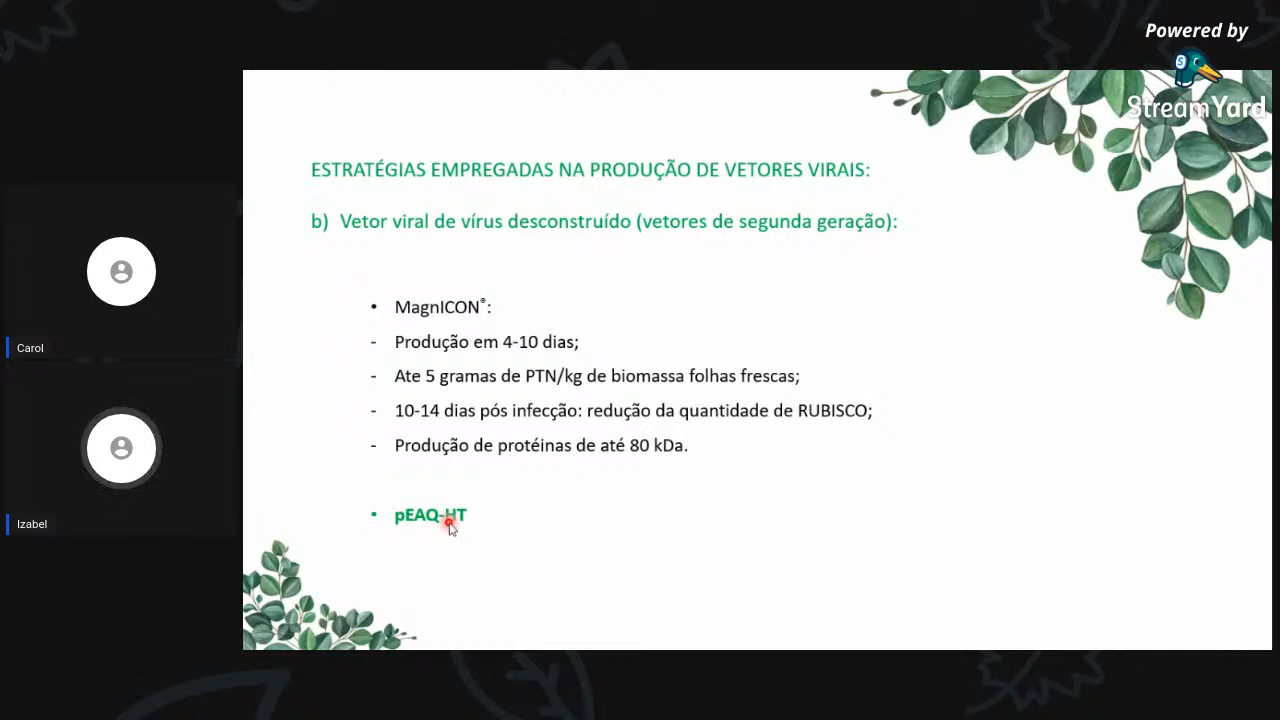 Powered by
StreamYard
ESTRATÉGIAS EMPREGADAS NA PRODUÇÃO DE VETORES VIRAIS:
b) Vetor viral de vírus desconstruído (vetores de segunda geração):
• MagnICON®:
- Produção em 4-10 dias;
- Ate 5 gramas de PTN/kg de biomassa folhas frescas;
- 10-14 dias pós infecção: redução da quantidade de RUBISCO;
- Produção de protéinas de até 80 kDa.
• pEAQ-HT
Carol
Izabel